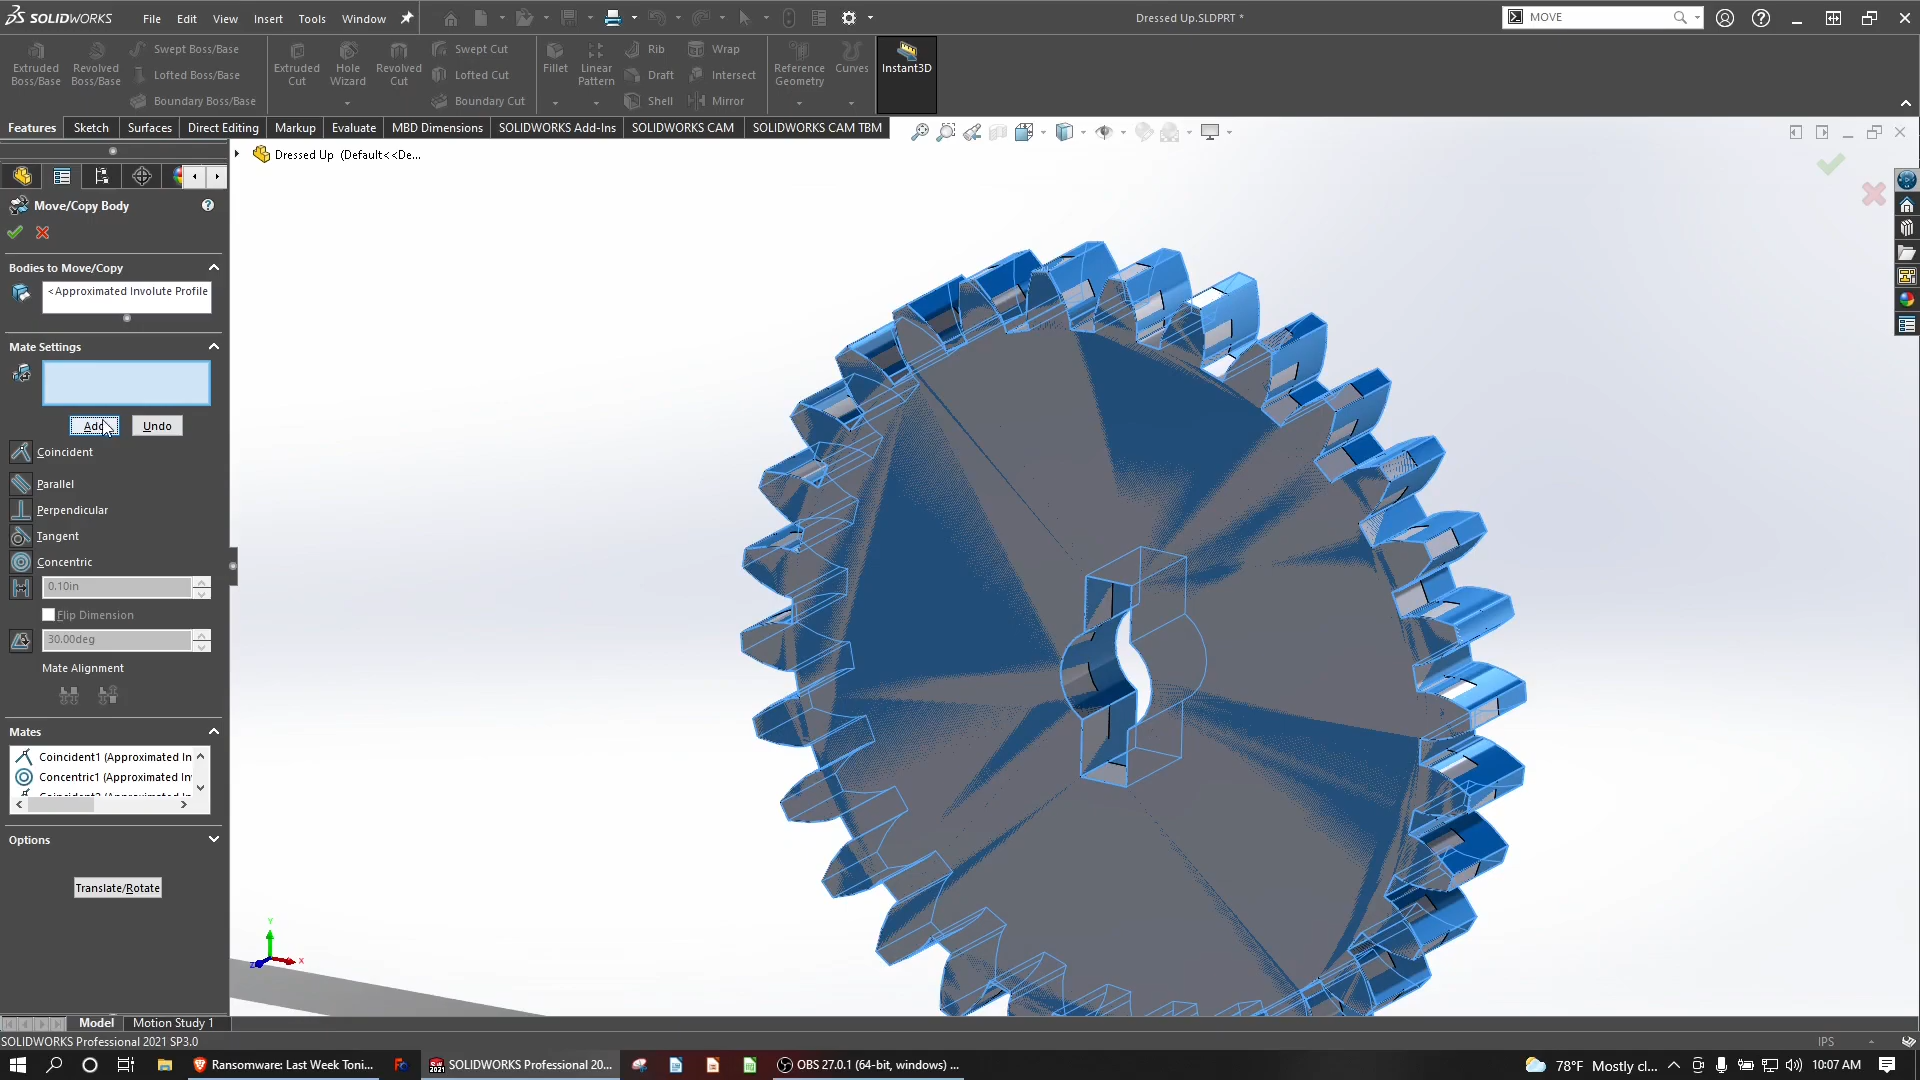 SOLIDWORKS
File
Edit
View
Insert
Tools
Window
Dressed Up.SLDPRT *
MOVE
Extruded
Boss/Base
Revolved
Boss/Base
Swept Boss/Base
Lofted Boss/Base
Boundary Boss/Base
Extruded
Cut
Hole
Wizard
Revolved
Cut
Swept Cut
Lofted Cut
Boundary Cut
Fillet
Linear
Pattern
Rib
Draft
Shell
Wrap
Intersect
Mirror
Reference
Geometry
Curves
Instant3D
Features
Sketch
Surfaces
Direct Editing
Markup
Evaluate
MBD Dimensions
SOLIDWORKS Add-Ins
SOLIDWORKS CAM
SOLIDWORKS CAM TBM
Dressed Up (Default<<De...
Move/Copy Body
Bodies to Move/Copy
<Approximated Involute Profile
Mate Settings
Add
Undo
Coincident
Parallel
Perpendicular
Tangent
Concentric
0.10in
Flip Dimension
30.00deg
Mate Alignment
Mates
Coincident1 (Approximated In
Concentric1 (Approximated In
Options
Translate/Rotate
Y
X
Z
Model
Motion Study 1
SOLIDWORKS Professional 2021 SP3.0
IPS
Ransomware: Last Week Toni...
SOLIDWORKS Professional 20...
OBS 27.0.1 (64-bit, windows) ...
78°F Mostly cl...
10:07 AM